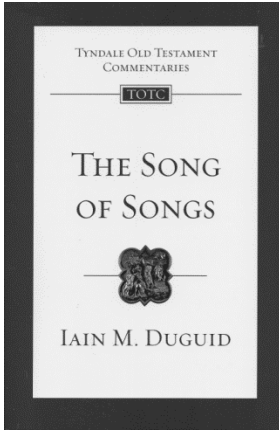 TYNDALE OLD TESTAMENT
COMMENTARIES
TOTC
THE SONG
OF SONGS
IAIN M. DUGUID